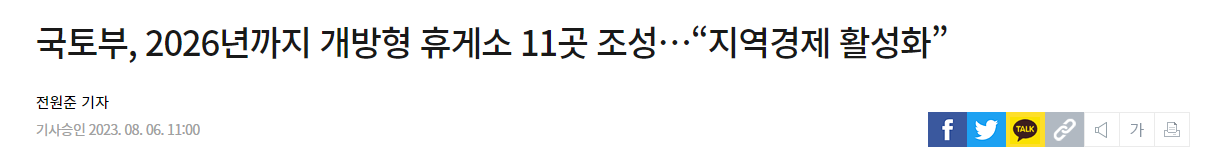 국토부, 2026년까지 개방형 휴게소 11곳 조성…“지역경제 활성화”
전원준 기자
기사승인 2023. 08. 06. 11:00
f TALK 가